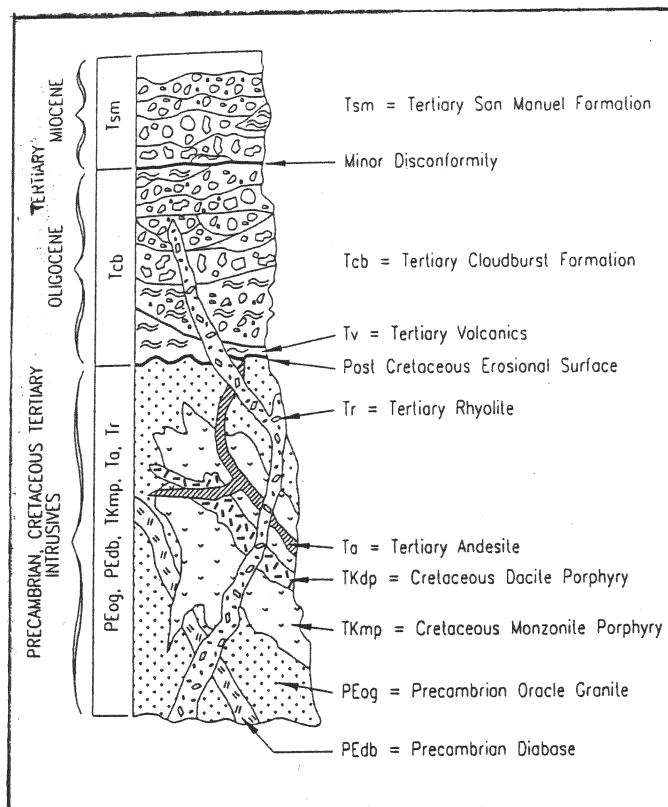 TERTIARY
MIOCENE
OLIGOCENE
PRECAMBRIAN, CRETACEOUS TERTIARY
INTRUSIVES
Tsm
Tcb
PEog, PEdb, TKmp, Ta, Tr
Tsm = Tertiary San Manuel Formation
Minor Disconformity
Tcb = Tertiary Cloudburst Formation
Tv = Tertiary Volcanics
Post Cretaceous Erosional Surface
Tr = Tertiary Rhyolite
Ta = Tertiary Andesite
TKdp = Cretaceous Dacite Porphyry
TKmp = Cretaceous Monzonite Porphyry
PEog = Precambrian Oracle Granite
PEdb = Precambrian Diabase